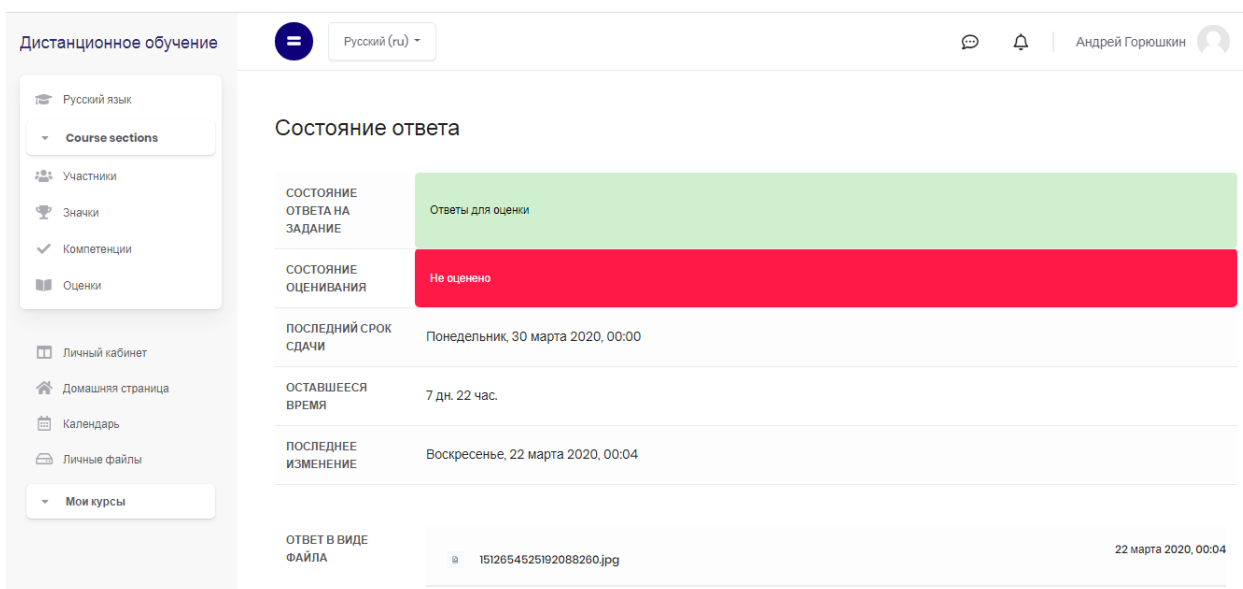 Дистанционное обучение
Русский (ru)
Андрей Горюшкин
Русский язык
Course sections
Участники
Значки
Компетенции
Оценки
Личный кабинет
Домашняя страница
Календарь
Личные файлы
Мои курсы
Состояние ответа
СОСТОЯНИЕ
ОТВЕТА НА
ЗАДАНИЕ
Ответы для оценки
СОСТОЯНИЕ
ОЦЕНИВАНИЯ
Не оценено
ПОСЛЕДНИЙ СРОК
СДАЧИ
Понедельник, 30 марта 2020, 00:00
ОСТАВШЕЕСЯ
ВРЕМЯ
7 дн. 22 час.
ПОСЛЕДНЕЕ
ИЗМЕНЕНИЕ
Воскресенье, 22 марта 2020, 00:04
ОТВЕТ В ВИДЕ
ФАЙЛА
1512654525192088260.jpg
22 марта 2020, 00:04